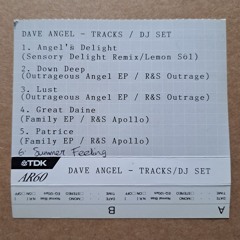 DAVE ANGEL - TRACKS / DJ SET
1. Angel's Delight
(Sensory Delight Remix/Lemon Sol)
2. Down Deep
(Outrageous Angel EP / R&S Outrage)
3. Lust
(Outrageous Angel EP / R&S Outrage)
4. Great Daine
(Family EP / R&S Apollo)
5. Patrice
(Family EP / R&S Apollo)
6. Summer Feeling
TDK
AR60
DAVE ANGEL - TRACKS/DJ SET
B
A